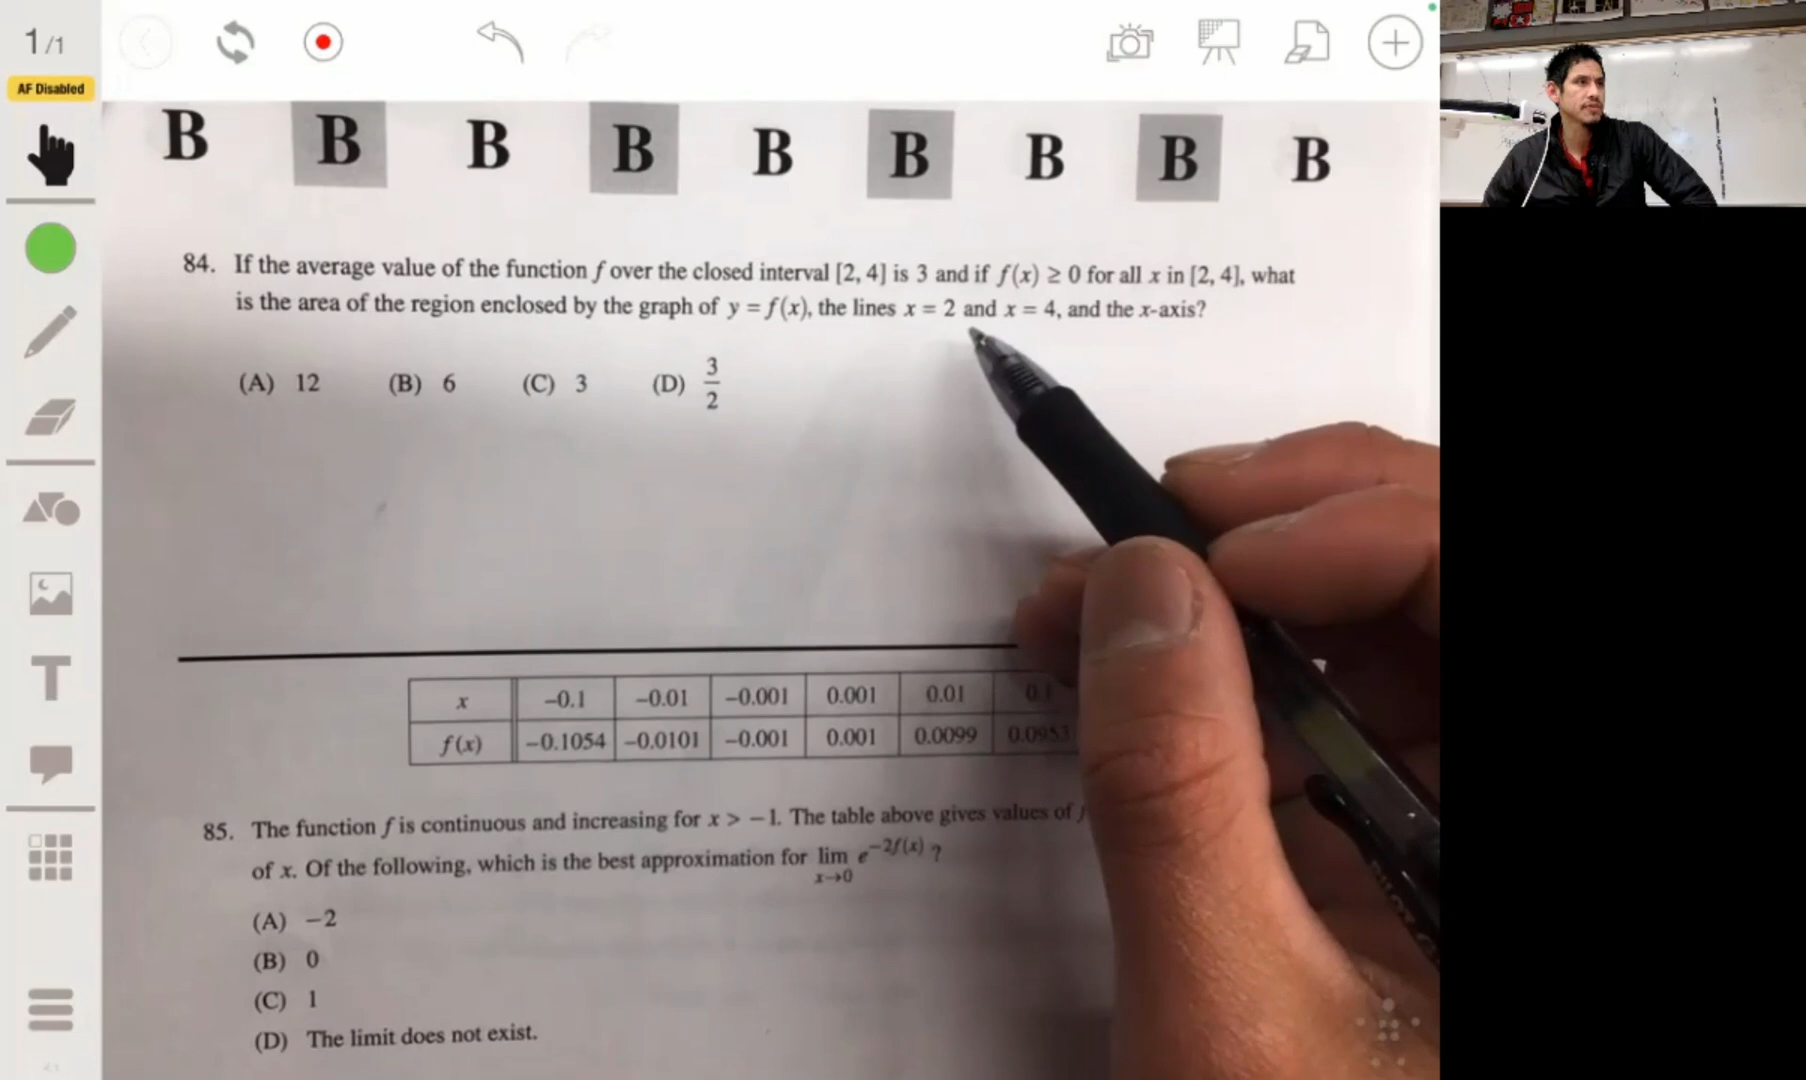 1/1
AF Disabled
B B B B B B B B B
84. If the average value of the function f over the closed interval [2, 4] is 3 and if f(x) ≥ 0 for all x in [2, 4], what
is the area of the region enclosed by the graph of y = f(x), the lines x = 2 and x = 4, and the x-axis?
(A) 12 (B) 6 (C) 3 (D) 3/2
x −0.1 −0.01 −0.001 0.001 0.01 0.1
f(x) −0.1054 −0.0101 −0.001 0.001 0.0099 0.0953
85. The function f is continuous and increasing for x > −1. The table above gives values of f
of x. Of the following, which is the best approximation for lim x→0 e^−2f(x) ?
(A) −2
(B) 0
(C) 1
(D) The limit does not exist.
T